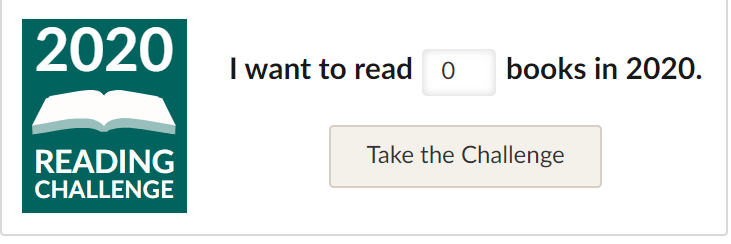 2020
READING
CHALLENGE
I want to read 0 books in 2020.
Take the Challenge